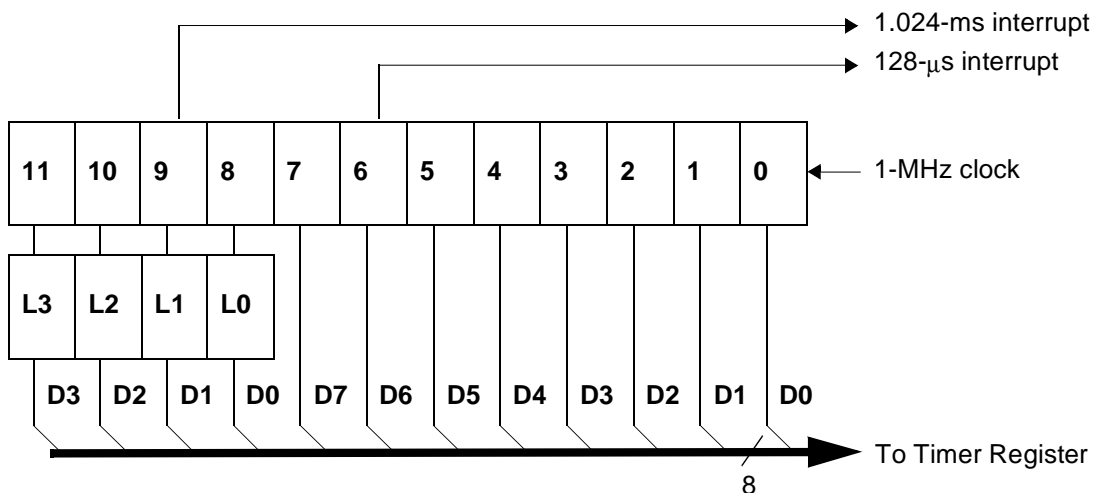 1.024-ms interrupt
128-μs interrupt
11 10 9 8 7 6 5 4 3 2 1 0
1-MHz clock
L3 L2 L1 L0
D3 D2 D1 D0 D7 D6 D5 D4 D3 D2 D1 D0
To Timer Register
8